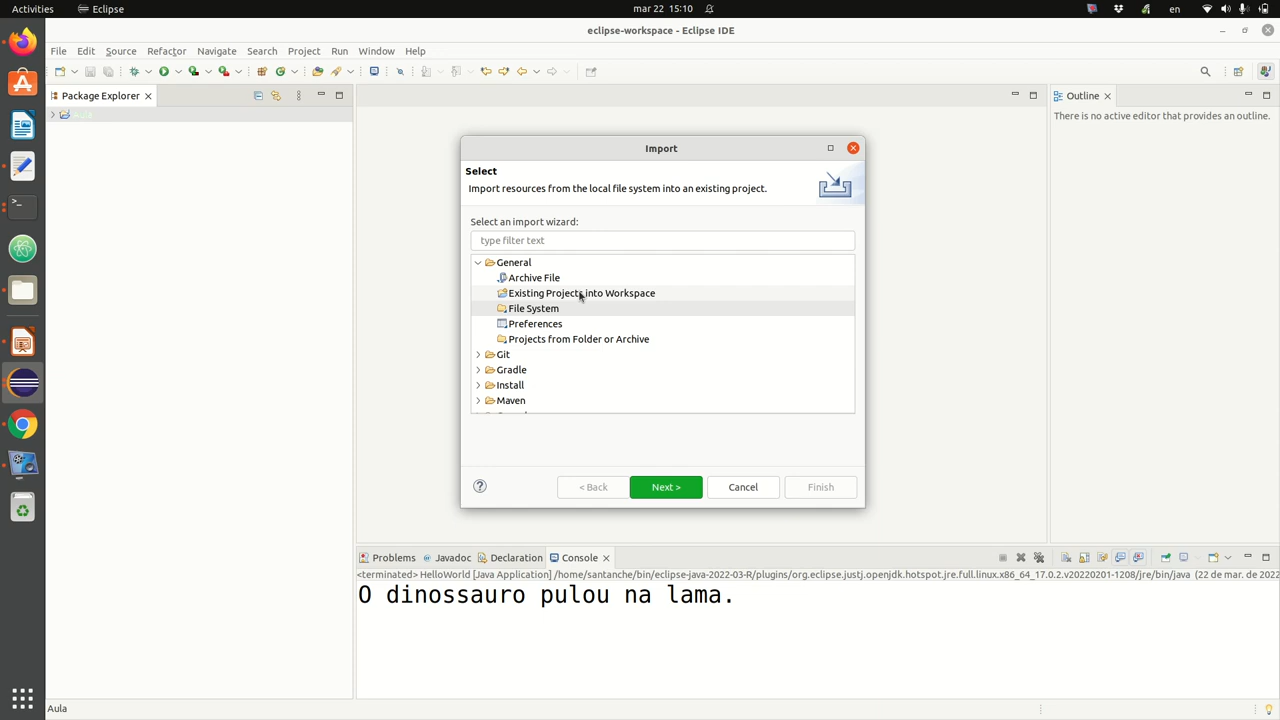 Activities Eclipse mar 22 15:10 en
eclipse-workspace - Eclipse IDE
File Edit Source Refactor Navigate Search Project Run Window Help
Package Explorer
Aula
Outline
There is no active editor that provides an outline.
Import
Select
Import resources from the local file system into an existing project.
Select an import wizard:
type filter text
General
Archive File
Existing Projects into Workspace
File System
Preferences
Projects from Folder or Archive
Git
Gradle
Install
Maven
< Back Next > Cancel Finish
Problems Javadoc Declaration Console
<terminated> HelloWorld [Java Application] /home/santanche/bin/eclipse-java-2022-03-R/plugins/org.eclipse.justj.openjdk.hotspot.jre.full.linux.x86_64_17.0.2.v20220201-1208/jre/bin/java (22 de mar. de 2022
O dinossauro pulou na lama.
Aula